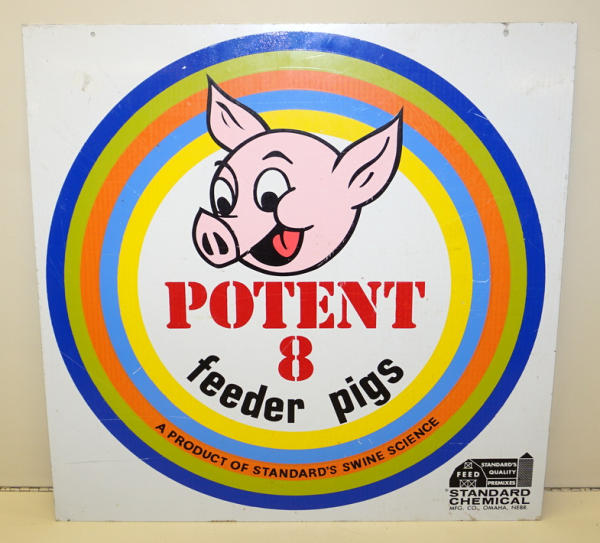 POTENT
8
feeder pigs
A PRODUCT OF STANDARD'S SWINE SCIENCE
FEED
STANDARD'S
QUALITY
PREMIXES
STANDARD
CHEMICAL
MFG. CO., OMAHA, NEBR.